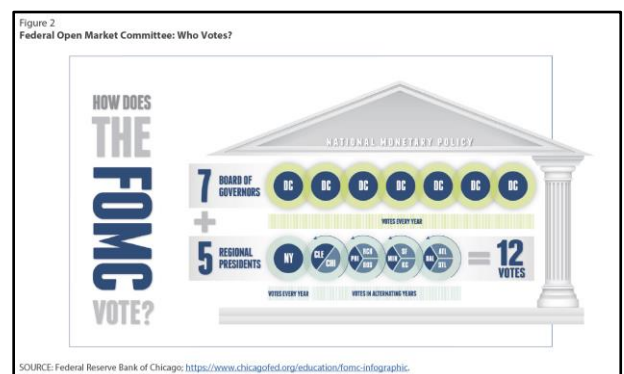 Figure 2
Federal Open Market Committee: Who Votes?
HOW DOES
THE
FOMC
VOTE?
NATIONAL MONETARY POLICY
7 BOARD OF
GOVERNORS
DC DC DC DC DC DC DC
VOTES EVERY YEAR
+
5 REGIONAL
PRESIDENTS
NY
CLE
CHI
PHI
RCH
BOS
MIN
SF
KC
DAL
ATL
STL
= 12
VOTES
VOTES EVERY YEAR
VOTES IN ALTERNATING YEARS
SOURCE: Federal Reserve Bank of Chicago; https://www.chicagofed.org/education/fomc-infographic.